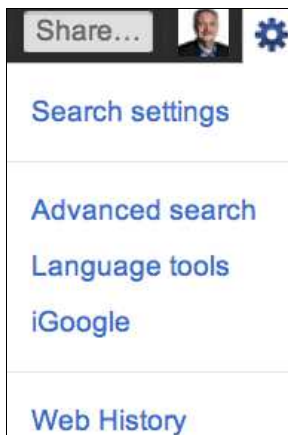 Share...
Search settings
Advanced search
Language tools
iGoogle
Web History